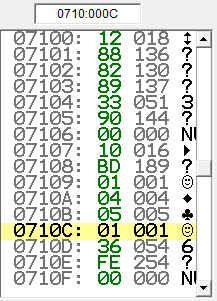 0710:000C
07100: 12 018 ↕
07101: 88 136 ?
07102: 82 130 ?
07103: 89 137 ?
07104: 33 051 3
07105: 90 144 ?
07106: 00 000 NU
07107: 10 016 ►
07108: BD 189 ?
07109: 01 001 ☺
0710A: 04 004 ♦
0710B: 05 005 ♣
0710C: 01 001 ☺
0710D: 36 054 6
0710E: FE 254 ?
0710F: 00 000 NU